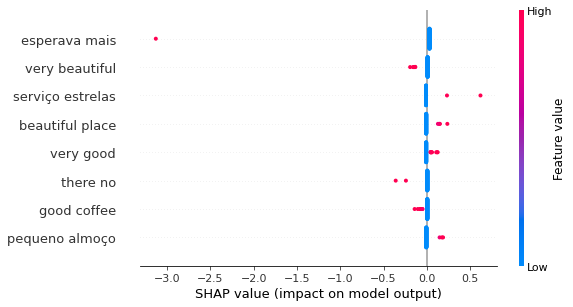 High
esperava mais
very beautiful
serviço estrelas
beautiful place
very good
there no
good coffee
pequeno almoço
Feature value
Low
−3.0 −2.5 −2.0 −1.5 −1.0 −0.5 0.0 0.5
SHAP value (impact on model output)